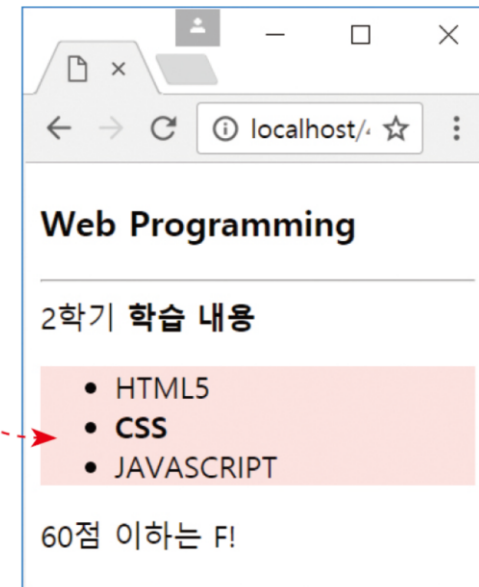 localhost/
Web Programming
2학기 학습 내용
HTML5
CSS
JAVASCRIPT
60점 이하는 F!